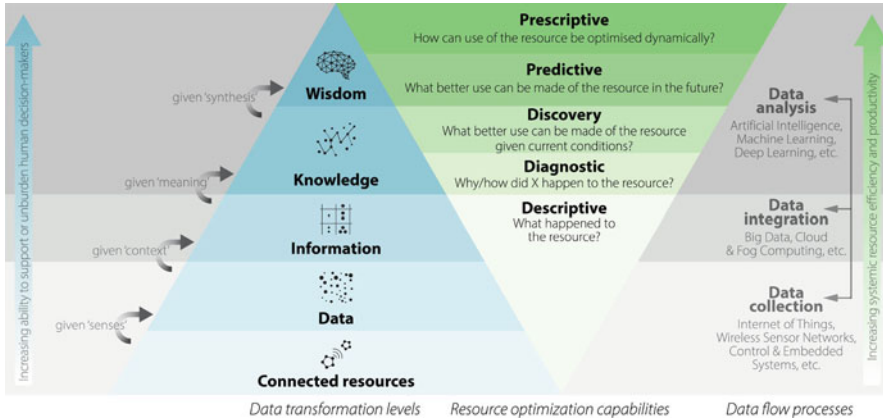 Increasing ability to support or unburden human decision-makers
given 'synthesis'
given 'meaning'
given 'context'
given 'senses'
Wisdom
Knowledge
Information
Data
Connected resources
Prescriptive
How can use of the resource be optimised dynamically?
Predictive
What better use can be made of the resource in the future?
Discovery
What better use can be made of the resource
given current conditions?
Diagnostic
Why/how did X happen to the resource?
Descriptive
What happened to
the resource?
Data
analysis
Artificial Intelligence,
Machine Learning,
Deep Learning, etc.
Data
integration
Big Data, Cloud
& Fog Computing, etc.
Data
collection
Internet of Things,
Wireless Sensor Networks,
Control & Embedded
Systems, etc.
Increasing systemic resource efficiency and productivity
Data transformation levels
Resource optimization capabilities
Data flow processes